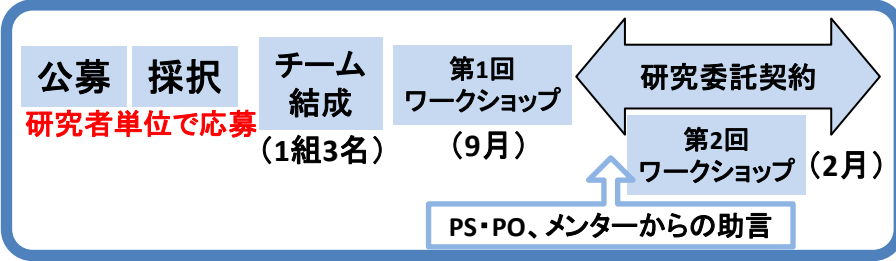 公募
採択
研究者単位で応募
チーム
結成
(1組3名)
第1回
ワークショップ
(9月)
研究委託契約
第2回
ワークショップ
(2月)
PS・PO、メンターからの助言